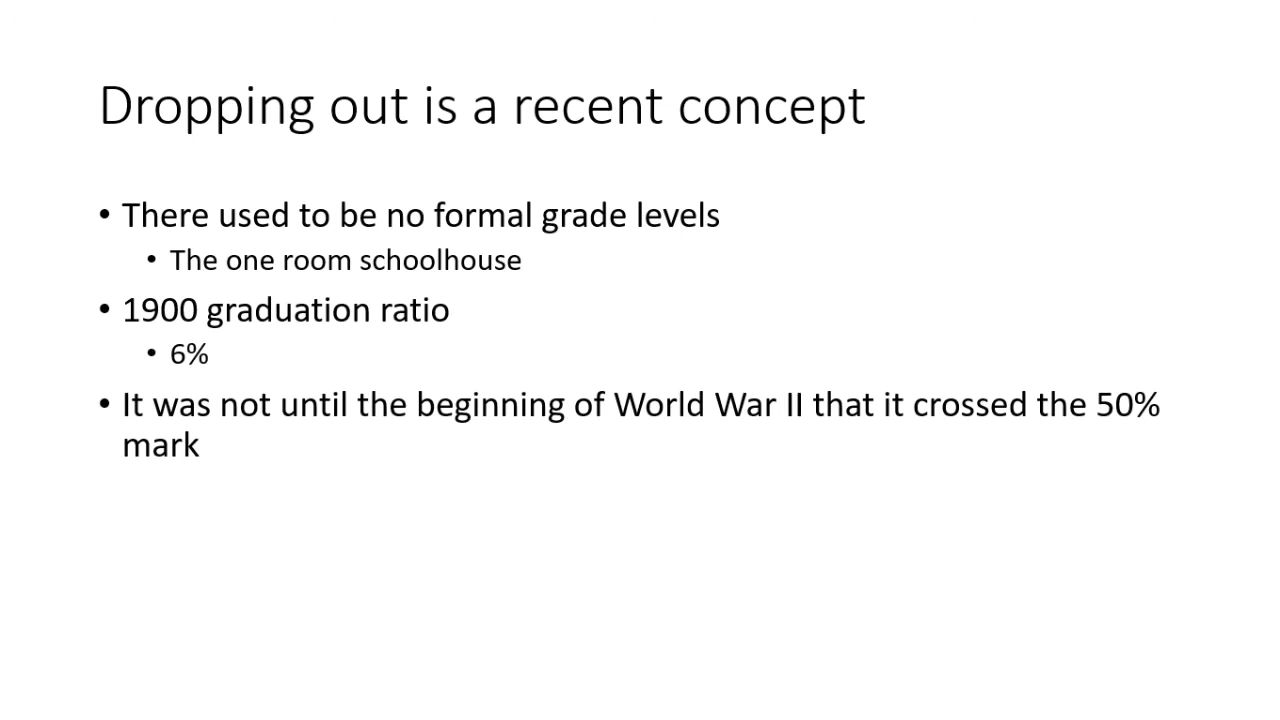 Dropping out is a recent concept
• There used to be no formal grade levels
• The one room schoolhouse
• 1900 graduation ratio
• 6%
• It was not until the beginning of World War II that it crossed the 50%
mark